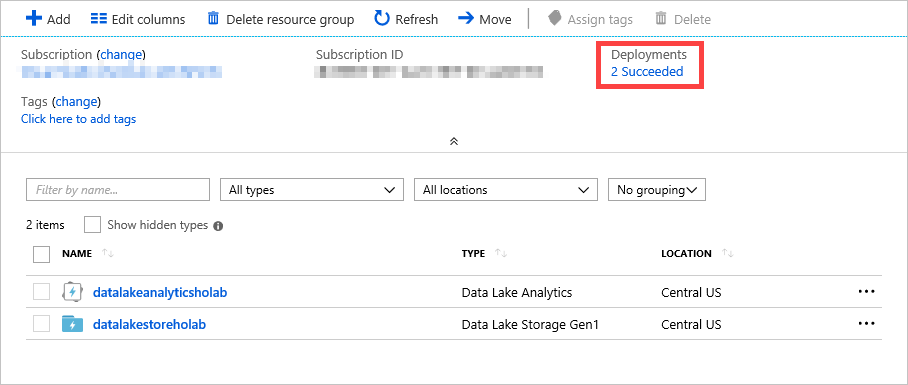 Add Edit columns Delete resource group Refresh Move Assign tags Delete
Subscription (change) Subscription ID Deployments
2 Succeeded
Tags (change)
Click here to add tags
Filter by name... All types All locations No grouping
2 items Show hidden types
NAME TYPE LOCATION
datalakeanalyticsholab Data Lake Analytics Central US
datalakestoreholab Data Lake Storage Gen1 Central US